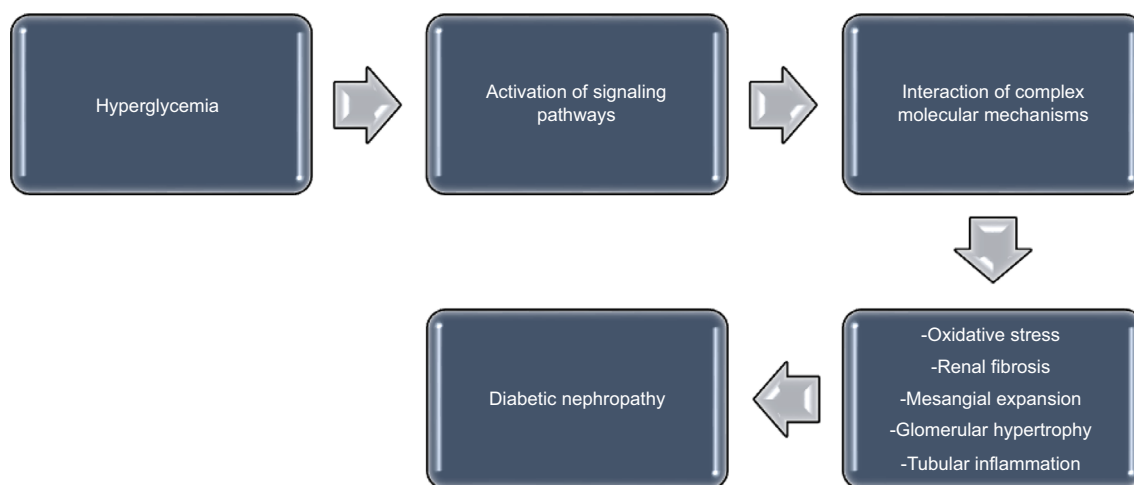 Hyperglycemia
Activation of signaling
pathways
Interaction of complex
molecular mechanisms
-Oxidative stress
-Renal fibrosis
-Mesangial expansion
-Glomerular hypertrophy
-Tubular inflammation
Diabetic nephropathy